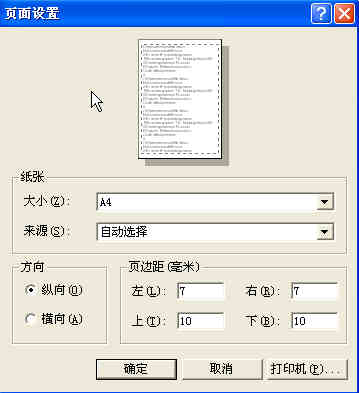 页面设置
纸张
大小(Z): A4
来源(S): 自动选择
方向
纵向(O)
横向(A)
页边距(毫米)
左(L): 7 右(R): 7
上(T): 10 下(B): 10
确定 取消 打印机(P)...